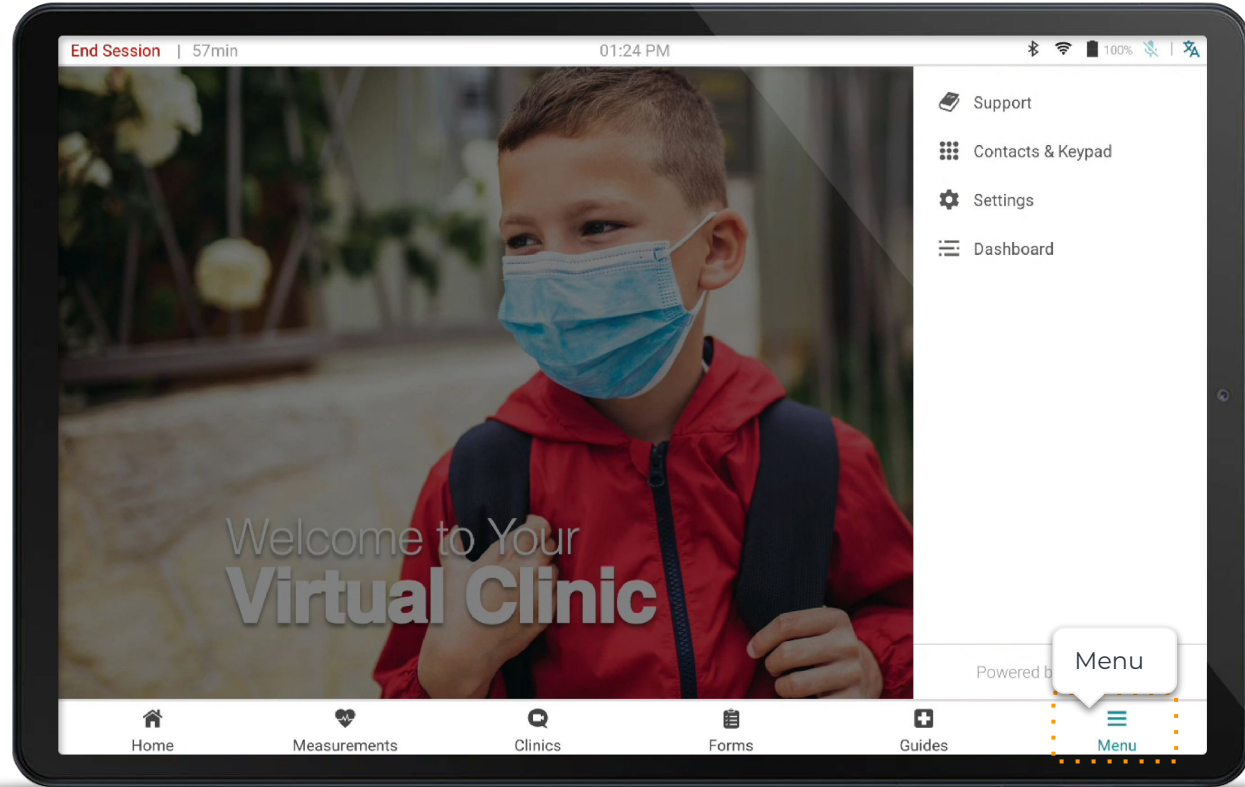 End Session | 57min 01:24 PM 100%
Support
Contacts & Keypad
Settings
Dashboard
Welcome to Your
Virtual Clinic
Powered b
Menu
Home Measurements Clinics Forms Guides Menu